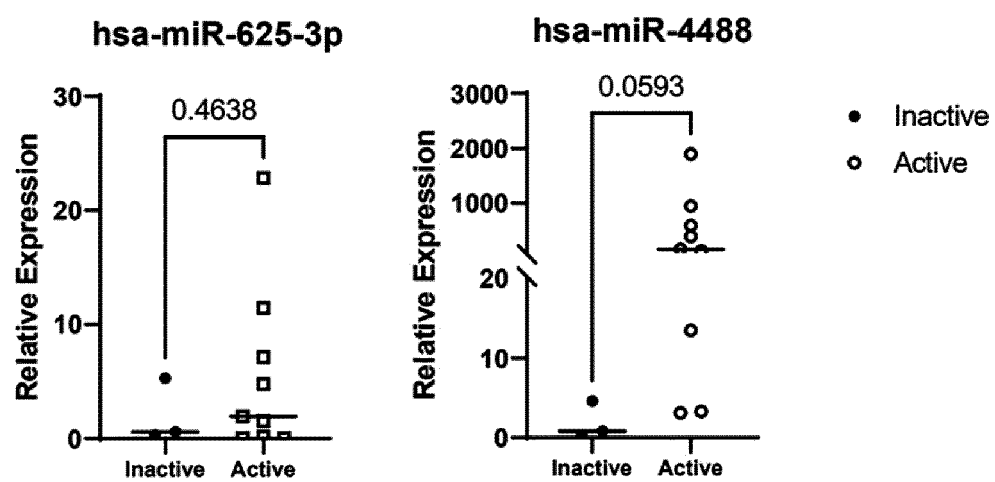 hsa-miR-625-3p
0.4638
30
20
10
0
Relative Expression
Inactive
Active
hsa-miR-4488
0.0593
3000
2000
1000
20
10
0
Relative Expression
Inactive
Active
Inactive
Active